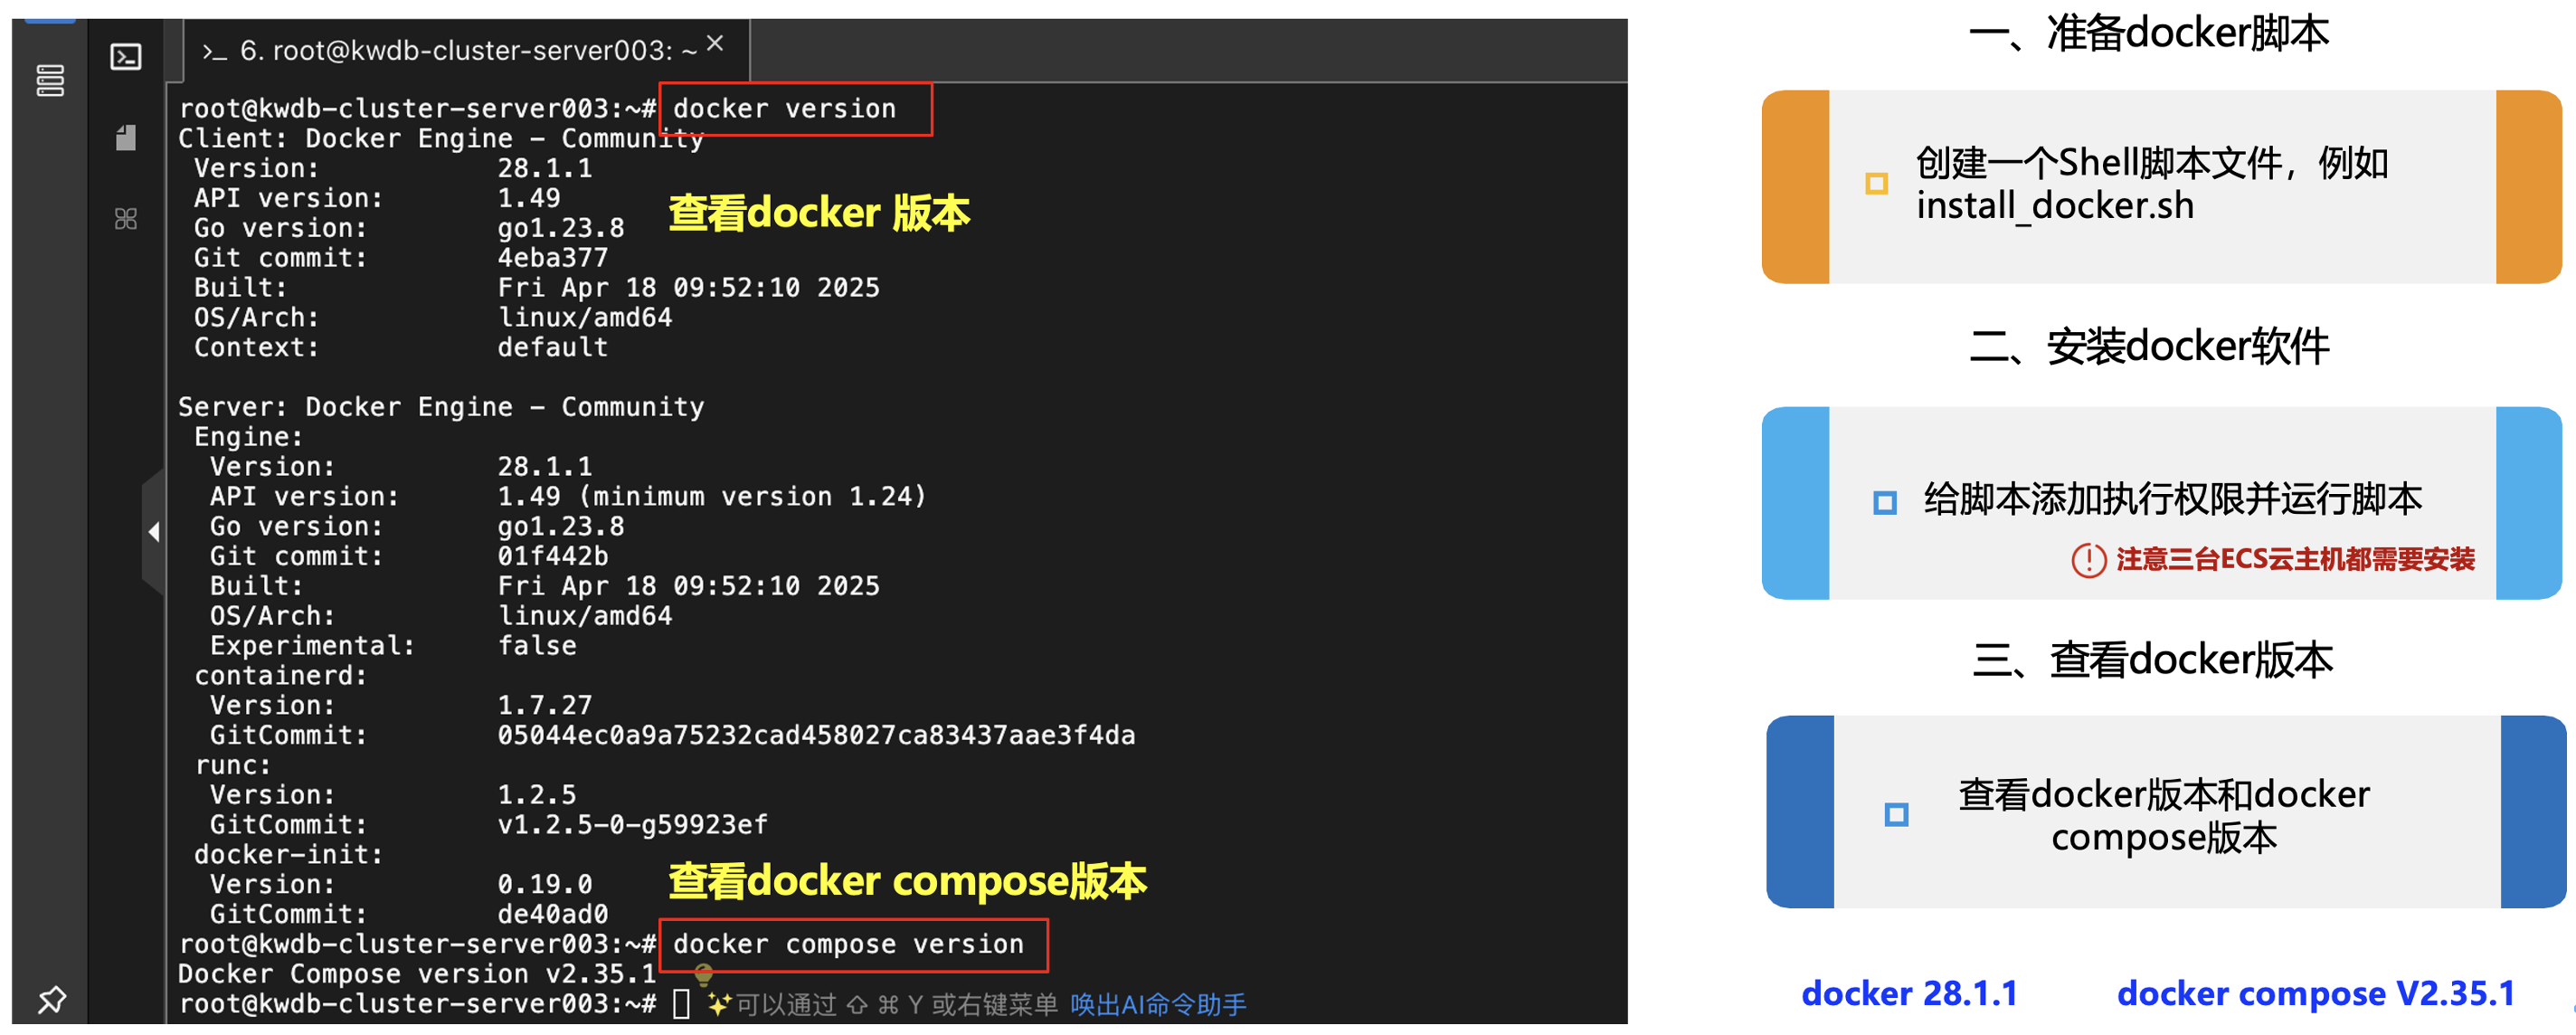 6. root@kwdb-cluster-server003: ~
root@kwdb-cluster-server003:~# docker version
Client: Docker Engine - Community
Version: 28.1.1
API version: 1.49
Go version: go1.23.8
Git commit: 4eba377
Built: Fri Apr 18 09:52:10 2025
OS/Arch: linux/amd64
Context: default
查看docker 版本
Server: Docker Engine - Community
Engine:
Version: 28.1.1
API version: 1.49 (minimum version 1.24)
Go version: go1.23.8
Git commit: 01f442b
Built: Fri Apr 18 09:52:10 2025
OS/Arch: linux/amd64
Experimental: false
containerd:
Version: 1.7.27
GitCommit: 05044ec0a9a75232cad458027ca83437aae3f4da
runc:
Version: 1.2.5
GitCommit: v1.2.5-0-g59923ef
docker-init:
Version: 0.19.0
GitCommit: de40ad0
查看docker compose版本
root@kwdb-cluster-server003:~# docker compose version
Docker Compose version v2.35.1
root@kwdb-cluster-server003:~# ✨可以通过 ⇧ ⌘ Y 或右键菜单 唤出AI命令助手
一、准备docker脚本
创建一个Shell脚本文件，例如
install_docker.sh
二、安装docker软件
给脚本添加执行权限并运行脚本
注意三台ECS云主机都需要安装
三、查看docker版本
查看docker版本和docker
compose版本
docker 28.1.1
docker compose V2.35.1